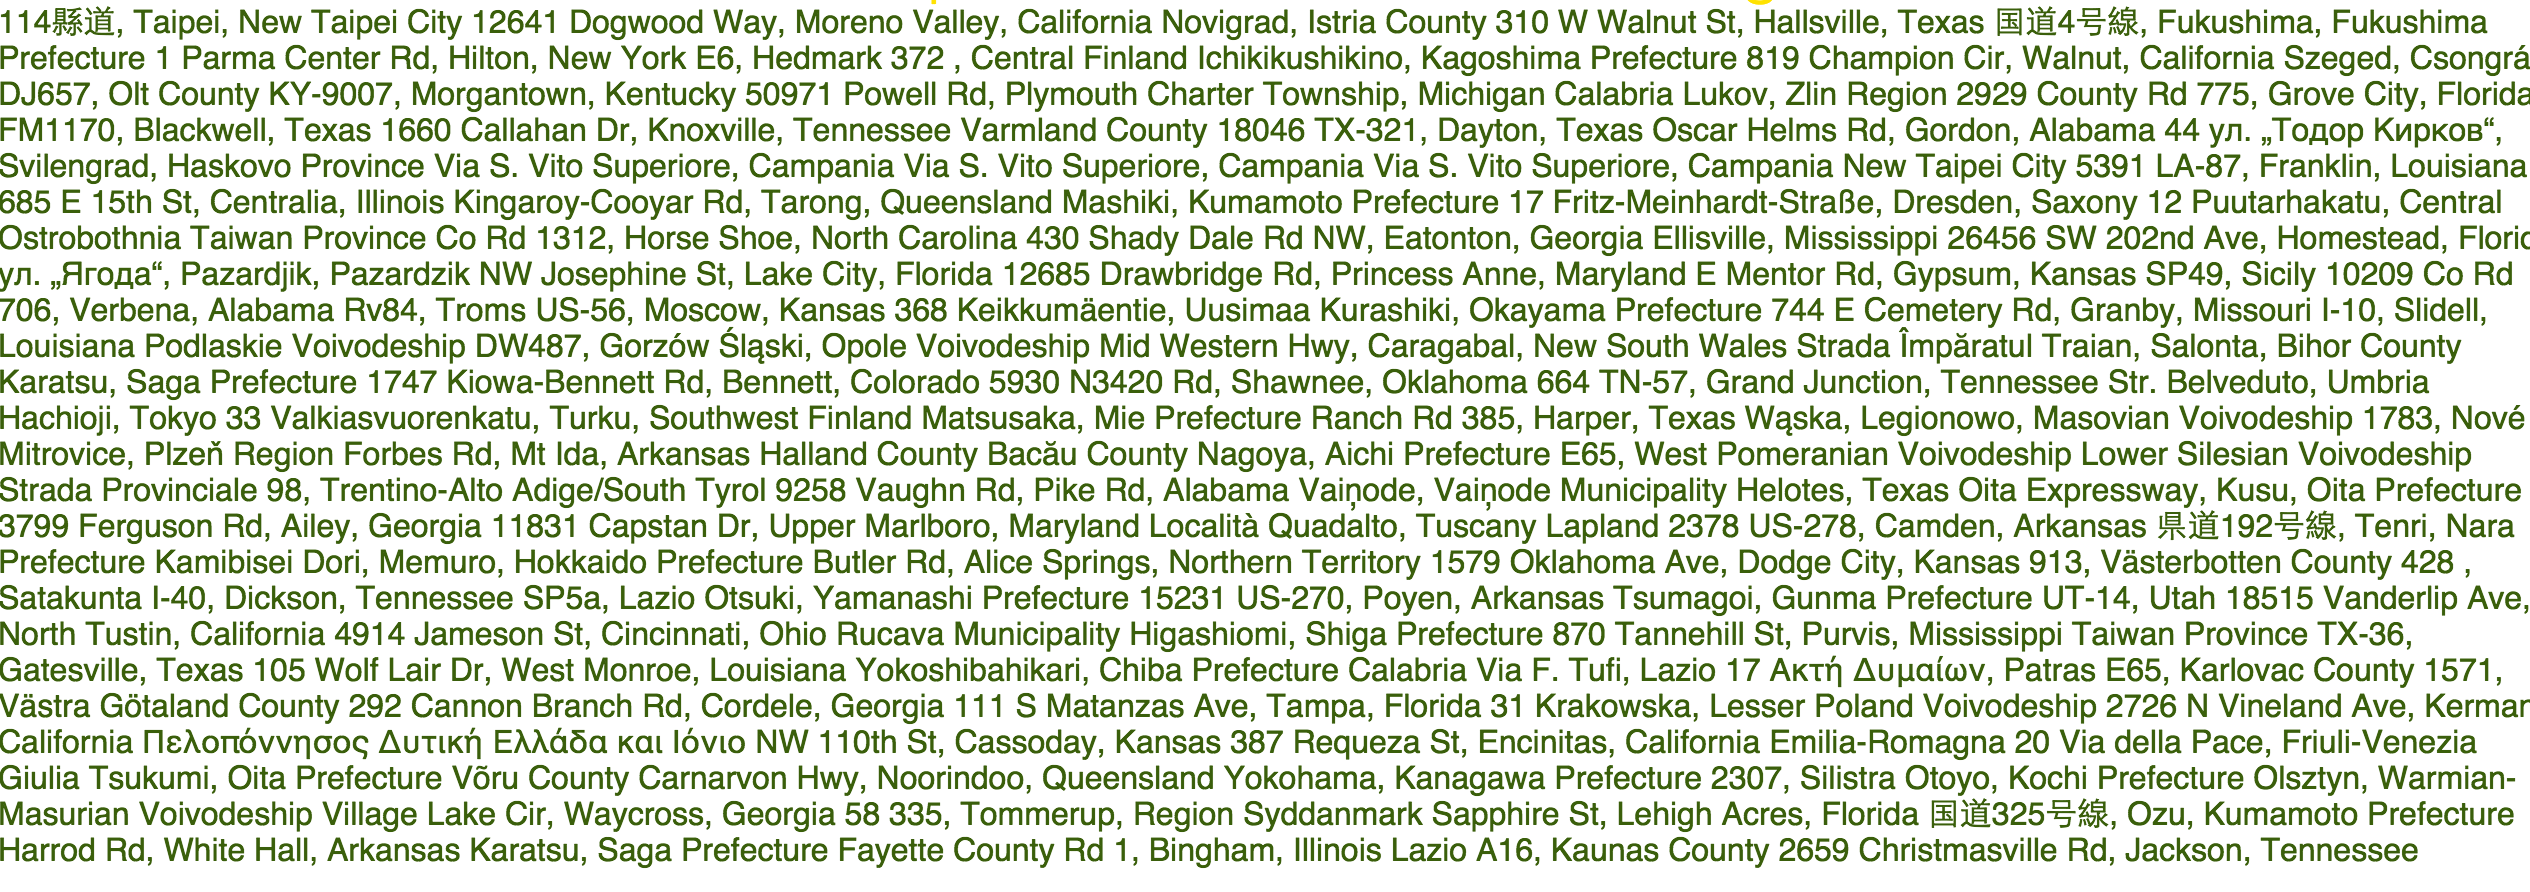 114縣道, Taipei, New Taipei City 12641 Dogwood Way, Moreno Valley, California Novigrad, Istria County 310 W Walnut St, Hallsville, Texas 国道4号線, Fukushima, Fukushima
Prefecture 1 Parma Center Rd, Hilton, New York E6, Hedmark 372 , Central Finland Ichikikushikino, Kagoshima Prefecture 819 Champion Cir, Walnut, California Szeged, Csongrá
DJ657, Olt County KY-9007, Morgantown, Kentucky 50971 Powell Rd, Plymouth Charter Township, Michigan Calabria Lukov, Zlin Region 2929 County Rd 775, Grove City, Florida
FM1170, Blackwell, Texas 1660 Callahan Dr, Knoxville, Tennessee Varmland County 18046 TX-321, Dayton, Texas Oscar Helms Rd, Gordon, Alabama 44 ул. „Тодор Кирков“,
Svilengrad, Haskovo Province Via S. Vito Superiore, Campania Via S. Vito Superiore, Campania Via S. Vito Superiore, Campania New Taipei City 5391 LA-87, Franklin, Louisiana
685 E 15th St, Centralia, Illinois Kingaroy-Cooyar Rd, Tarong, Queensland Mashiki, Kumamoto Prefecture 17 Fritz-Meinhardt-Straße, Dresden, Saxony 12 Puutarhakatu, Central
Ostrobothnia Taiwan Province Co Rd 1312, Horse Shoe, North Carolina 430 Shady Dale Rd NW, Eatonton, Georgia Ellisville, Mississippi 26456 SW 202nd Ave, Homestead, Florid
ул. „Ягода“, Pazardjik, Pazardzik NW Josephine St, Lake City, Florida 12685 Drawbridge Rd, Princess Anne, Maryland E Mentor Rd, Gypsum, Kansas SP49, Sicily 10209 Co Rd
706, Verbena, Alabama Rv84, Troms US-56, Moscow, Kansas 368 Keikkumäentie, Uusimaa Kurashiki, Okayama Prefecture 744 E Cemetery Rd, Granby, Missouri I-10, Slidell,
Louisiana Podlaskie Voivodeship DW487, Gorzów Śląski, Opole Voivodeship Mid Western Hwy, Caragabal, New South Wales Strada Împăratul Traian, Salonta, Bihor County
Karatsu, Saga Prefecture 1747 Kiowa-Bennett Rd, Bennett, Colorado 5930 N3420 Rd, Shawnee, Oklahoma 664 TN-57, Grand Junction, Tennessee Str. Belveduto, Umbria
Hachioji, Tokyo 33 Valkiasvuorenkatu, Turku, Southwest Finland Matsusaka, Mie Prefecture Ranch Rd 385, Harper, Texas Wąska, Legionowo, Masovian Voivodeship 1783, Nové
Mitrovice, Plzeň Region Forbes Rd, Mt Ida, Arkansas Halland County Bacău County Nagoya, Aichi Prefecture E65, West Pomeranian Voivodeship Lower Silesian Voivodeship
Strada Provinciale 98, Trentino-Alto Adige/South Tyrol 9258 Vaughn Rd, Pike Rd, Alabama Vaiņode, Vaiņode Municipality Helotes, Texas Oita Expressway, Kusu, Oita Prefecture
3799 Ferguson Rd, Ailey, Georgia 11831 Capstan Dr, Upper Marlboro, Maryland Località Quadalto, Tuscany Lapland 2378 US-278, Camden, Arkansas 県道192号線, Tenri, Nara
Prefecture Kamibisei Dori, Memuro, Hokkaido Prefecture Butler Rd, Alice Springs, Northern Territory 1579 Oklahoma Ave, Dodge City, Kansas 913, Västerbotten County 428 ,
Satakunta I-40, Dickson, Tennessee SP5a, Lazio Otsuki, Yamanashi Prefecture 15231 US-270, Poyen, Arkansas Tsumagoi, Gunma Prefecture UT-14, Utah 18515 Vanderlip Ave,
North Tustin, California 4914 Jameson St, Cincinnati, Ohio Rucava Municipality Higashiomi, Shiga Prefecture 870 Tannehill St, Purvis, Mississippi Taiwan Province TX-36,
Gatesville, Texas 105 Wolf Lair Dr, West Monroe, Louisiana Yokoshibahikari, Chiba Prefecture Calabria Via F. Tufi, Lazio 17 Ακτή Δυμαίων, Patras E65, Karlovac County 1571,
Västra Götaland County 292 Cannon Branch Rd, Cordele, Georgia 111 S Matanzas Ave, Tampa, Florida 31 Krakowska, Lesser Poland Voivodeship 2726 N Vineland Ave, Kerman
California Πελοπόννησος Δυτική Ελλάδα και Ιόνιο NW 110th St, Cassoday, Kansas 387 Requeza St, Encinitas, California Emilia-Romagna 20 Via della Pace, Friuli-Venezia
Giulia Tsukumi, Oita Prefecture Võru County Carnarvon Hwy, Noorindoo, Queensland Yokohama, Kanagawa Prefecture 2307, Silistra Otoyo, Kochi Prefecture Olsztyn, Warmian-
Masurian Voivodeship Village Lake Cir, Waycross, Georgia 58 335, Tommerup, Region Syddanmark Sapphire St, Lehigh Acres, Florida 国道325号線, Ozu, Kumamoto Prefecture
Harrod Rd, White Hall, Arkansas Karatsu, Saga Prefecture Fayette County Rd 1, Bingham, Illinois Lazio A16, Kaunas County 2659 Christmasville Rd, Jackson, Tennessee